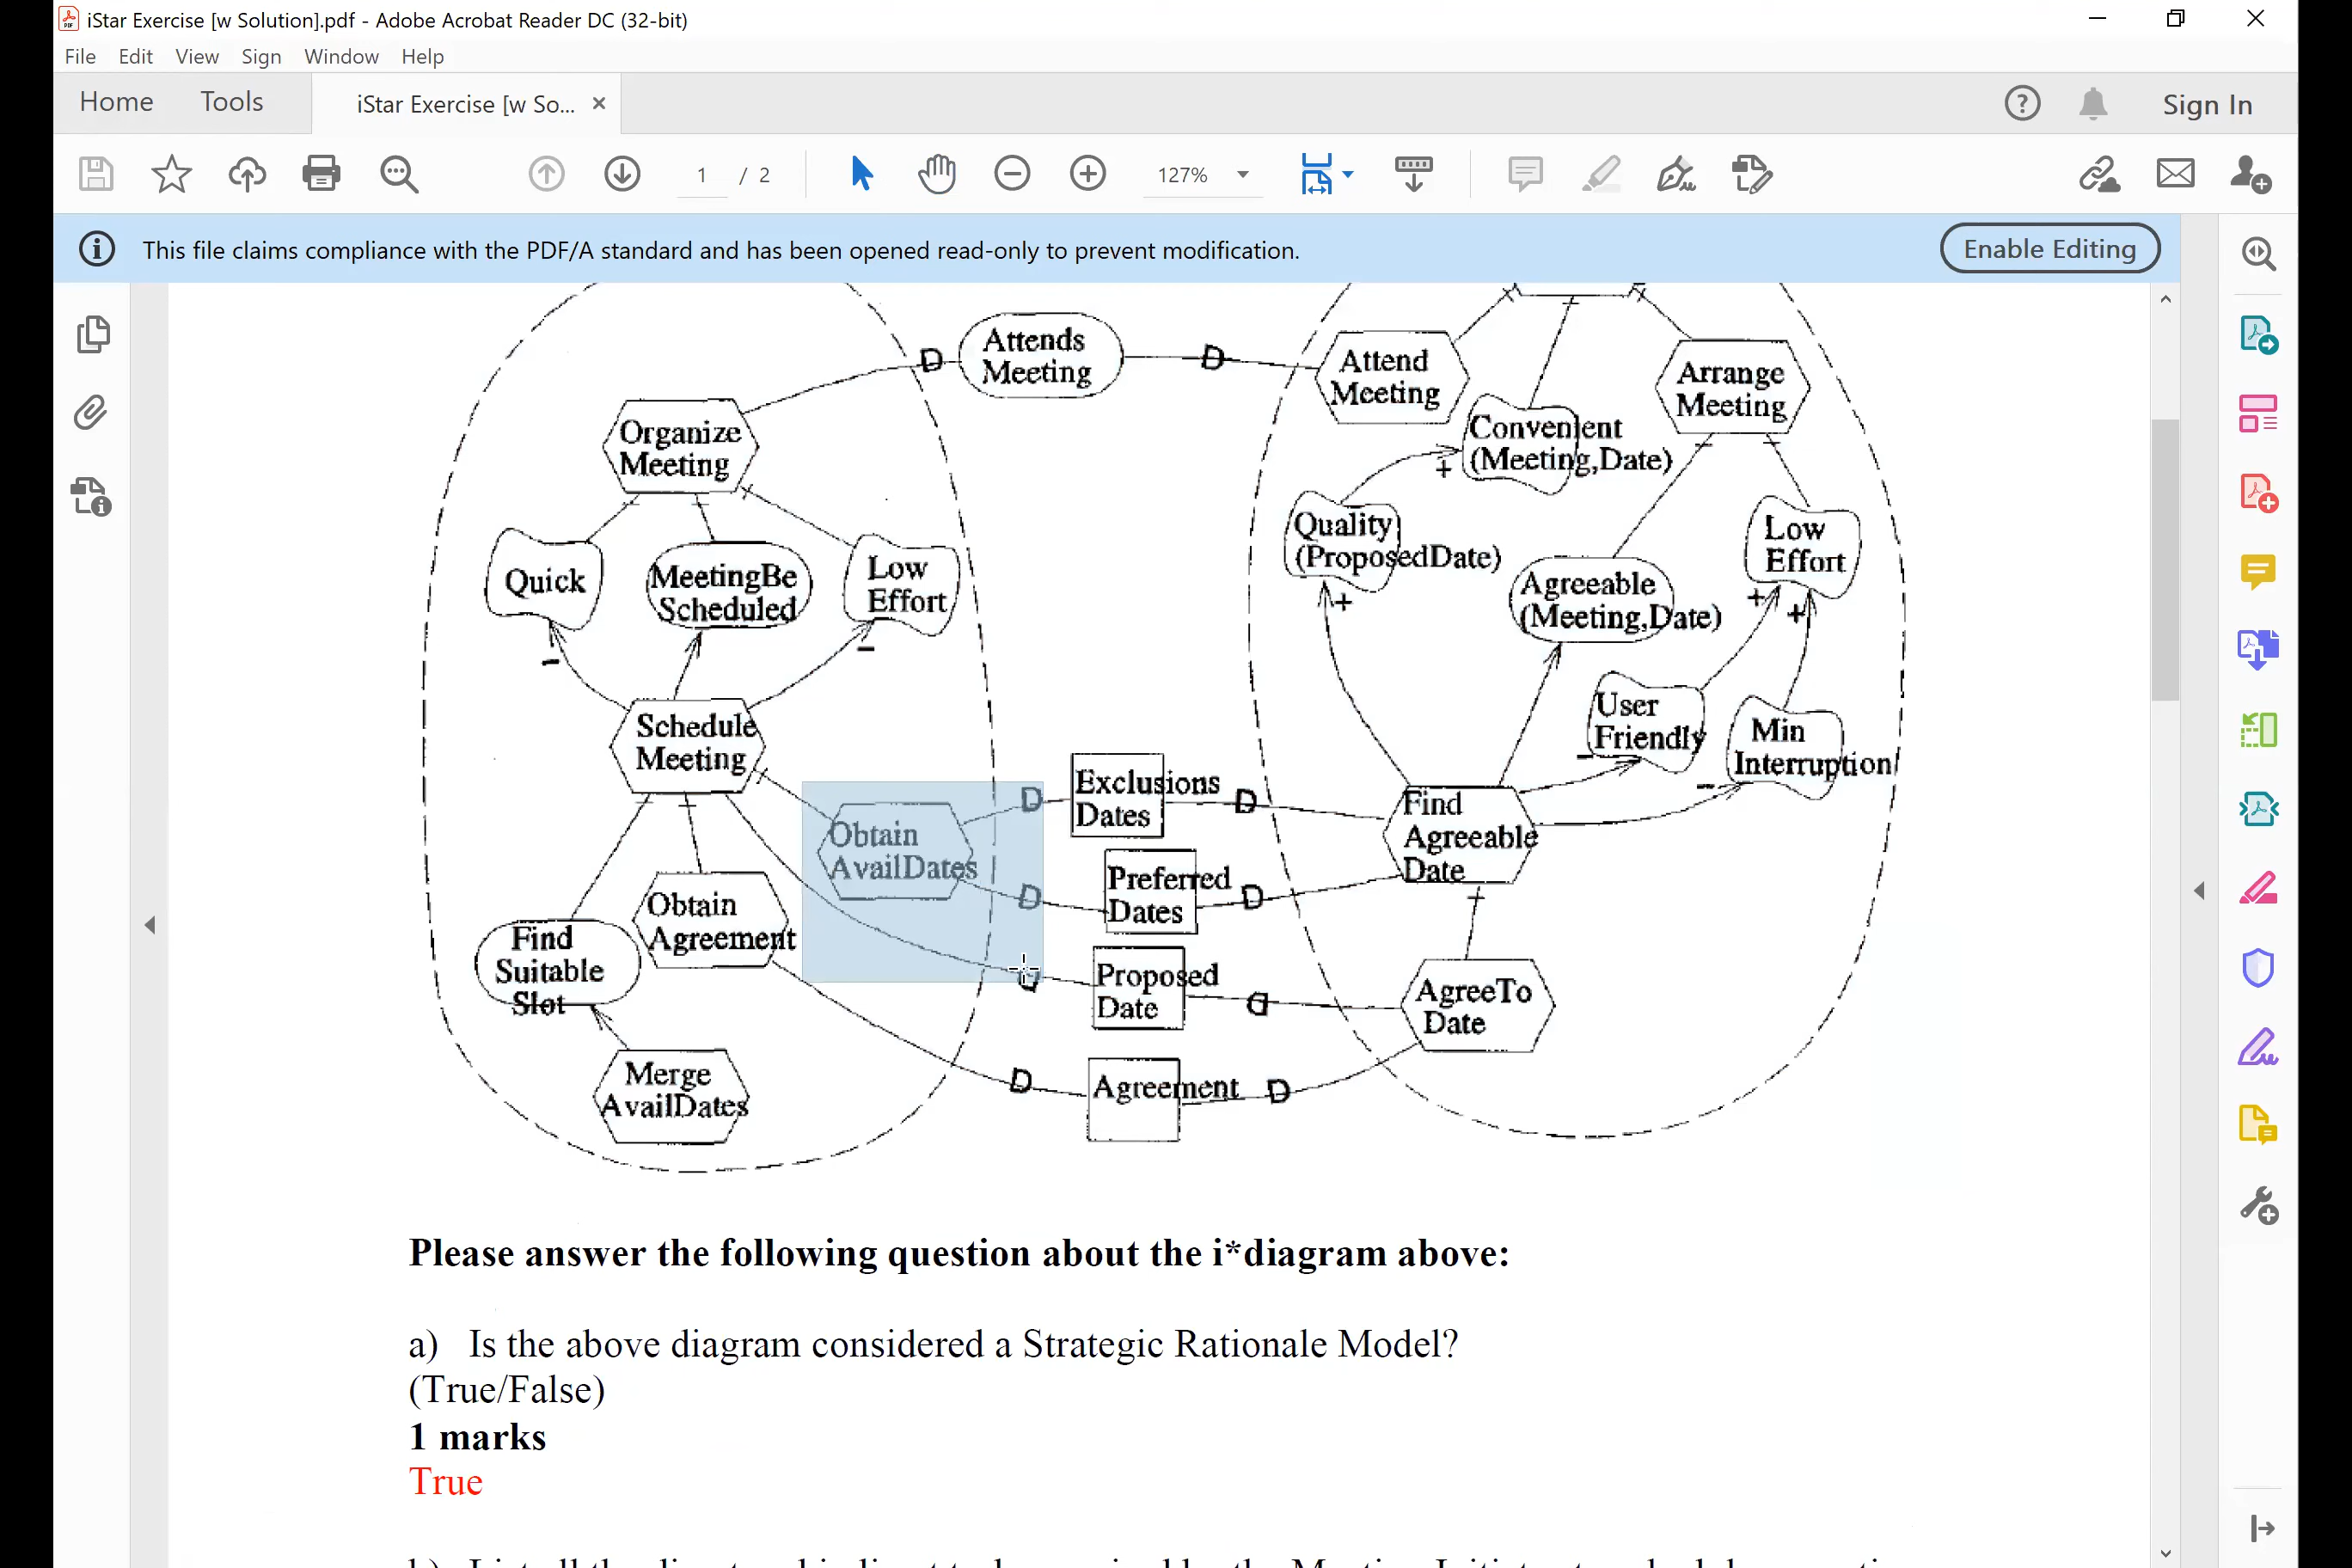 iStar Exercise [w Solution].pdf - Adobe Acrobat Reader DC (32-bit)
File Edit View Sign Window Help
Home Tools iStar Exercise [w So... Sign In
1 / 2 127%
This file claims compliance with the PDF/A standard and has been opened read-only to prevent modification. Enable Editing
Attends
Meeting
D
D
Attend
Meeting
Arrange
Meeting
Organize
Meeting
Convenient
(Meeting,Date)
+
Quality
(ProposedDate)
+
Low
Effort
+
+
Quick
MeetingBe
Scheduled
Low
Effort
Agreeable
(Meeting,Date)
-
-
User
Friendly
-
Min
Interruption
-
Schedule
Meeting
Obtain
AvailDates
D
Exclusions
Dates
D
Find
Agreeable
Date
D
Preferred
Dates
D
Obtain
Agreement
Find
Suitable
Slot
D
Proposed
Date
D
AgreeTo
Date
Merge
AvailDates
D
Agreement
D
Please answer the following question about the i*diagram above:
a) Is the above diagram considered a Strategic Rationale Model?
(True/False)
1 marks
True